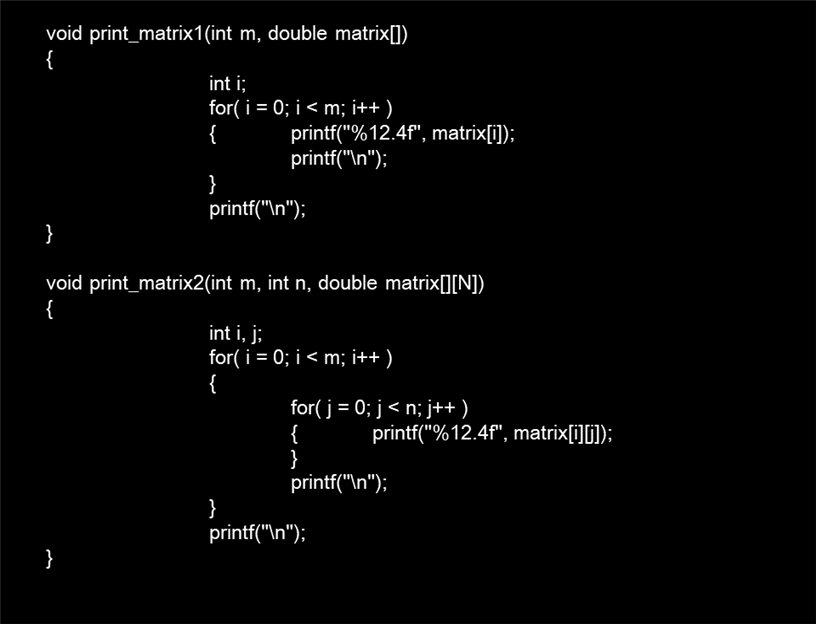 void print_matrix1(int m, double matrix[])
{
int i;
for( i = 0; i < m; i++ )
{ printf("%12.4f", matrix[i]);
printf("\n");
}
printf("\n");
}
void print_matrix2(int m, int n, double matrix[][N])
{
int i, j;
for( i = 0; i < m; i++ )
{
for( j = 0; j < n; j++ )
{ printf("%12.4f", matrix[i][j]);
}
printf("\n");
}
printf("\n");
}